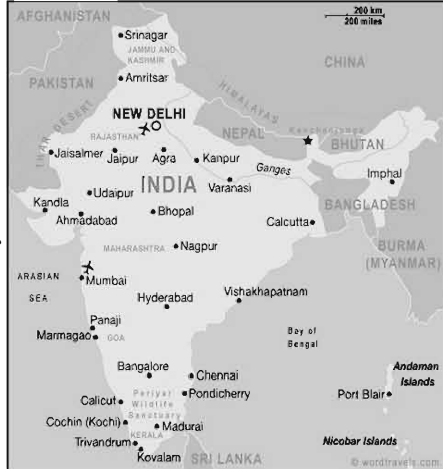 AFGHANISTAN
200 km
200 miles
Srinagar
JAMMU AND
KASHMIR
CHINA
Amritsar
PAKISTAN
HIMALAYAS
THAR DESERT
NEW DELHI
RAJASTHAN
NEPAL
Kanchenjunga
BHUTAN
Jaisalmer
Jaipur
Agra
Kanpur
Ganges
Imphal
INDIA
Varanasi
Udaipur
BANGLADESH
Kandla
Ahmadabad
Bhopal
Calcutta
MAHARASHTRA
Nagpur
BURMA
(MYANMAR)
ARABIAN
SEA
Mumbai
Hyderabad
Vishakhapatnam
Panaji
Marmagao
GOA
Bay of
Bengal
Bangalore
Chennai
Andaman
Islands
Calicut
Periyar
Wildlife
Sanctuary
Pondicherry
Port Blair
Cochin (Kochi)
KERALA
Madurai
Trivandrum
Kovalam
SRI LANKA
Nicobar Islands
© wordtravels.com